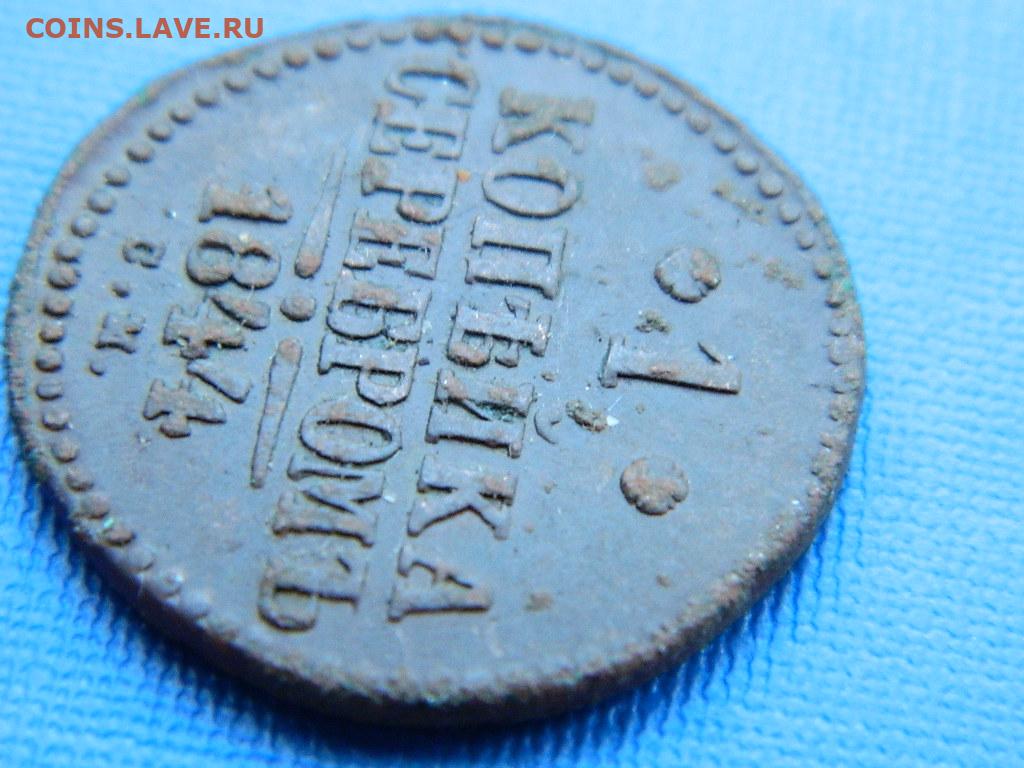 COINS.LAVE.RU
1
КОПѢЙКА
СЕРЕБРОМЪ
1844
С.М.